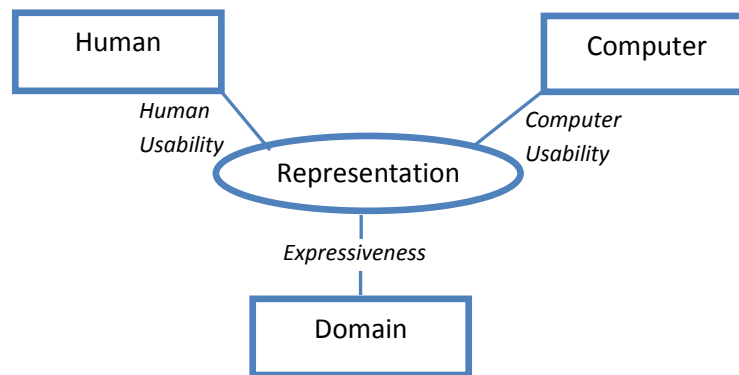 Human
Computer
Human
Usability
Computer
Usability
Representation
Expressiveness
Domain